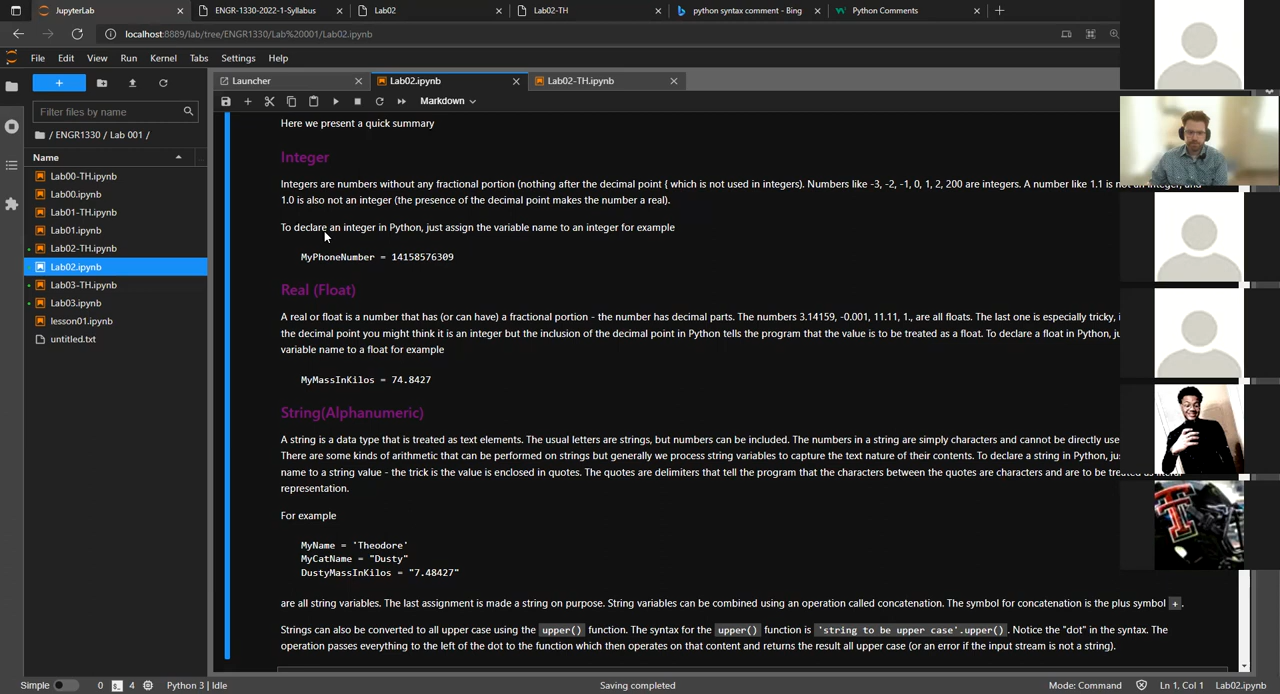 JupyterLab
ENGR-1330-2022-1-Syllabus
Lab02
Lab02-TH
python syntax comment - Bing
Python Comments
localhost:8889/lab/tree/ENGR1330/Lab%20001/Lab02.ipynb
File Edit View Run Kernel Tabs Settings Help
Launcher
Lab02.ipynb
Lab02-TH.ipynb
Markdown
Filter files by name
/ ENGR1330 / Lab 001 /
Name
Lab00-TH.ipynb
Lab00.ipynb
Lab01-TH.ipynb
Lab01.ipynb
Lab02-TH.ipynb
Lab02.ipynb
Lab03-TH.ipynb
Lab03.ipynb
lesson01.ipynb
untitled.txt
Here we present a quick summary
Integer
Integers are numbers without any fractional portion (nothing after the decimal point { which is not used in integers). Numbers like -3, -2, -1, 0, 1, 2, 200 are integers. A number like 1.1 is not an integer, and
1.0 is also not an integer (the presence of the decimal point makes the number a real).
To declare an integer in Python, just assign the variable name to an integer for example
MyPhoneNumber = 14158576309
Real (Float)
A real or float is a number that has (or can have) a fractional portion - the number has decimal parts. The numbers 3.14159, -0.001, 11.11, 1., are all floats. The last one is especially tricky,
the decimal point you might think it is an integer but the inclusion of the decimal point in Python tells the program that the value is to be treated as a float. To declare a float in Python,
variable name to a float for example
MyMassInKilos = 74.8427
String(Alphanumeric)
A string is a data type that is treated as text elements. The usual letters are strings, but numbers can be included. The numbers in a string are simply characters and cannot be directly
There are some kinds of arithmetic that can be performed on strings but generally we process string variables to capture the text nature of their contents. To declare a string in Python,
name to a string value - the trick is the value is enclosed in quotes. The quotes are delimiters that tell the program that the characters between the quotes are characters and are to be treated as literal
representation.
For example
MyName = 'Theodore'
MyCatName = "Dusty"
DustyMassInKilos = "7.48427"
are all string variables. The last assignment is made a string on purpose. String variables can be combined using an operation called concatenation. The symbol for concatenation is the plus symbol + .
Strings can also be converted to all upper case using the upper() function. The syntax for the upper() function is 'string to be upper case'.upper() . Notice the "dot" in the syntax. The
operation passes everything to the left of the dot to the function which then operates on that content and returns the result all upper case (or an error if the input stream is not a string).
Simple 0 4 Python 3 | Idle Saving completed Mode: Command Ln 1, Col 1 Lab02.ipynb